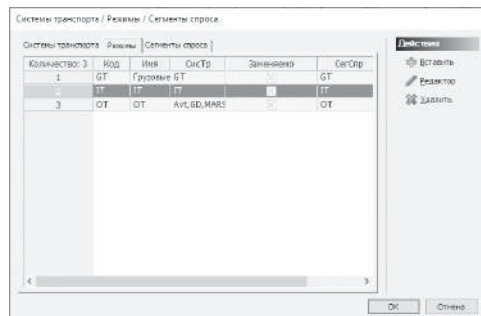 Системы транспорта / Режимы / Сегменты спроса
Системы транспорта Режимы Сегменты спроса
Действия
Количество: 3 Код Имя СисТр Заменяемо СегСпр
1 GT Грузовые GT GT
2 IT IT IT IT
3 OT OT Avt,GD,MARS OT
Вставить
Редактор
Удалить
OK Отмена